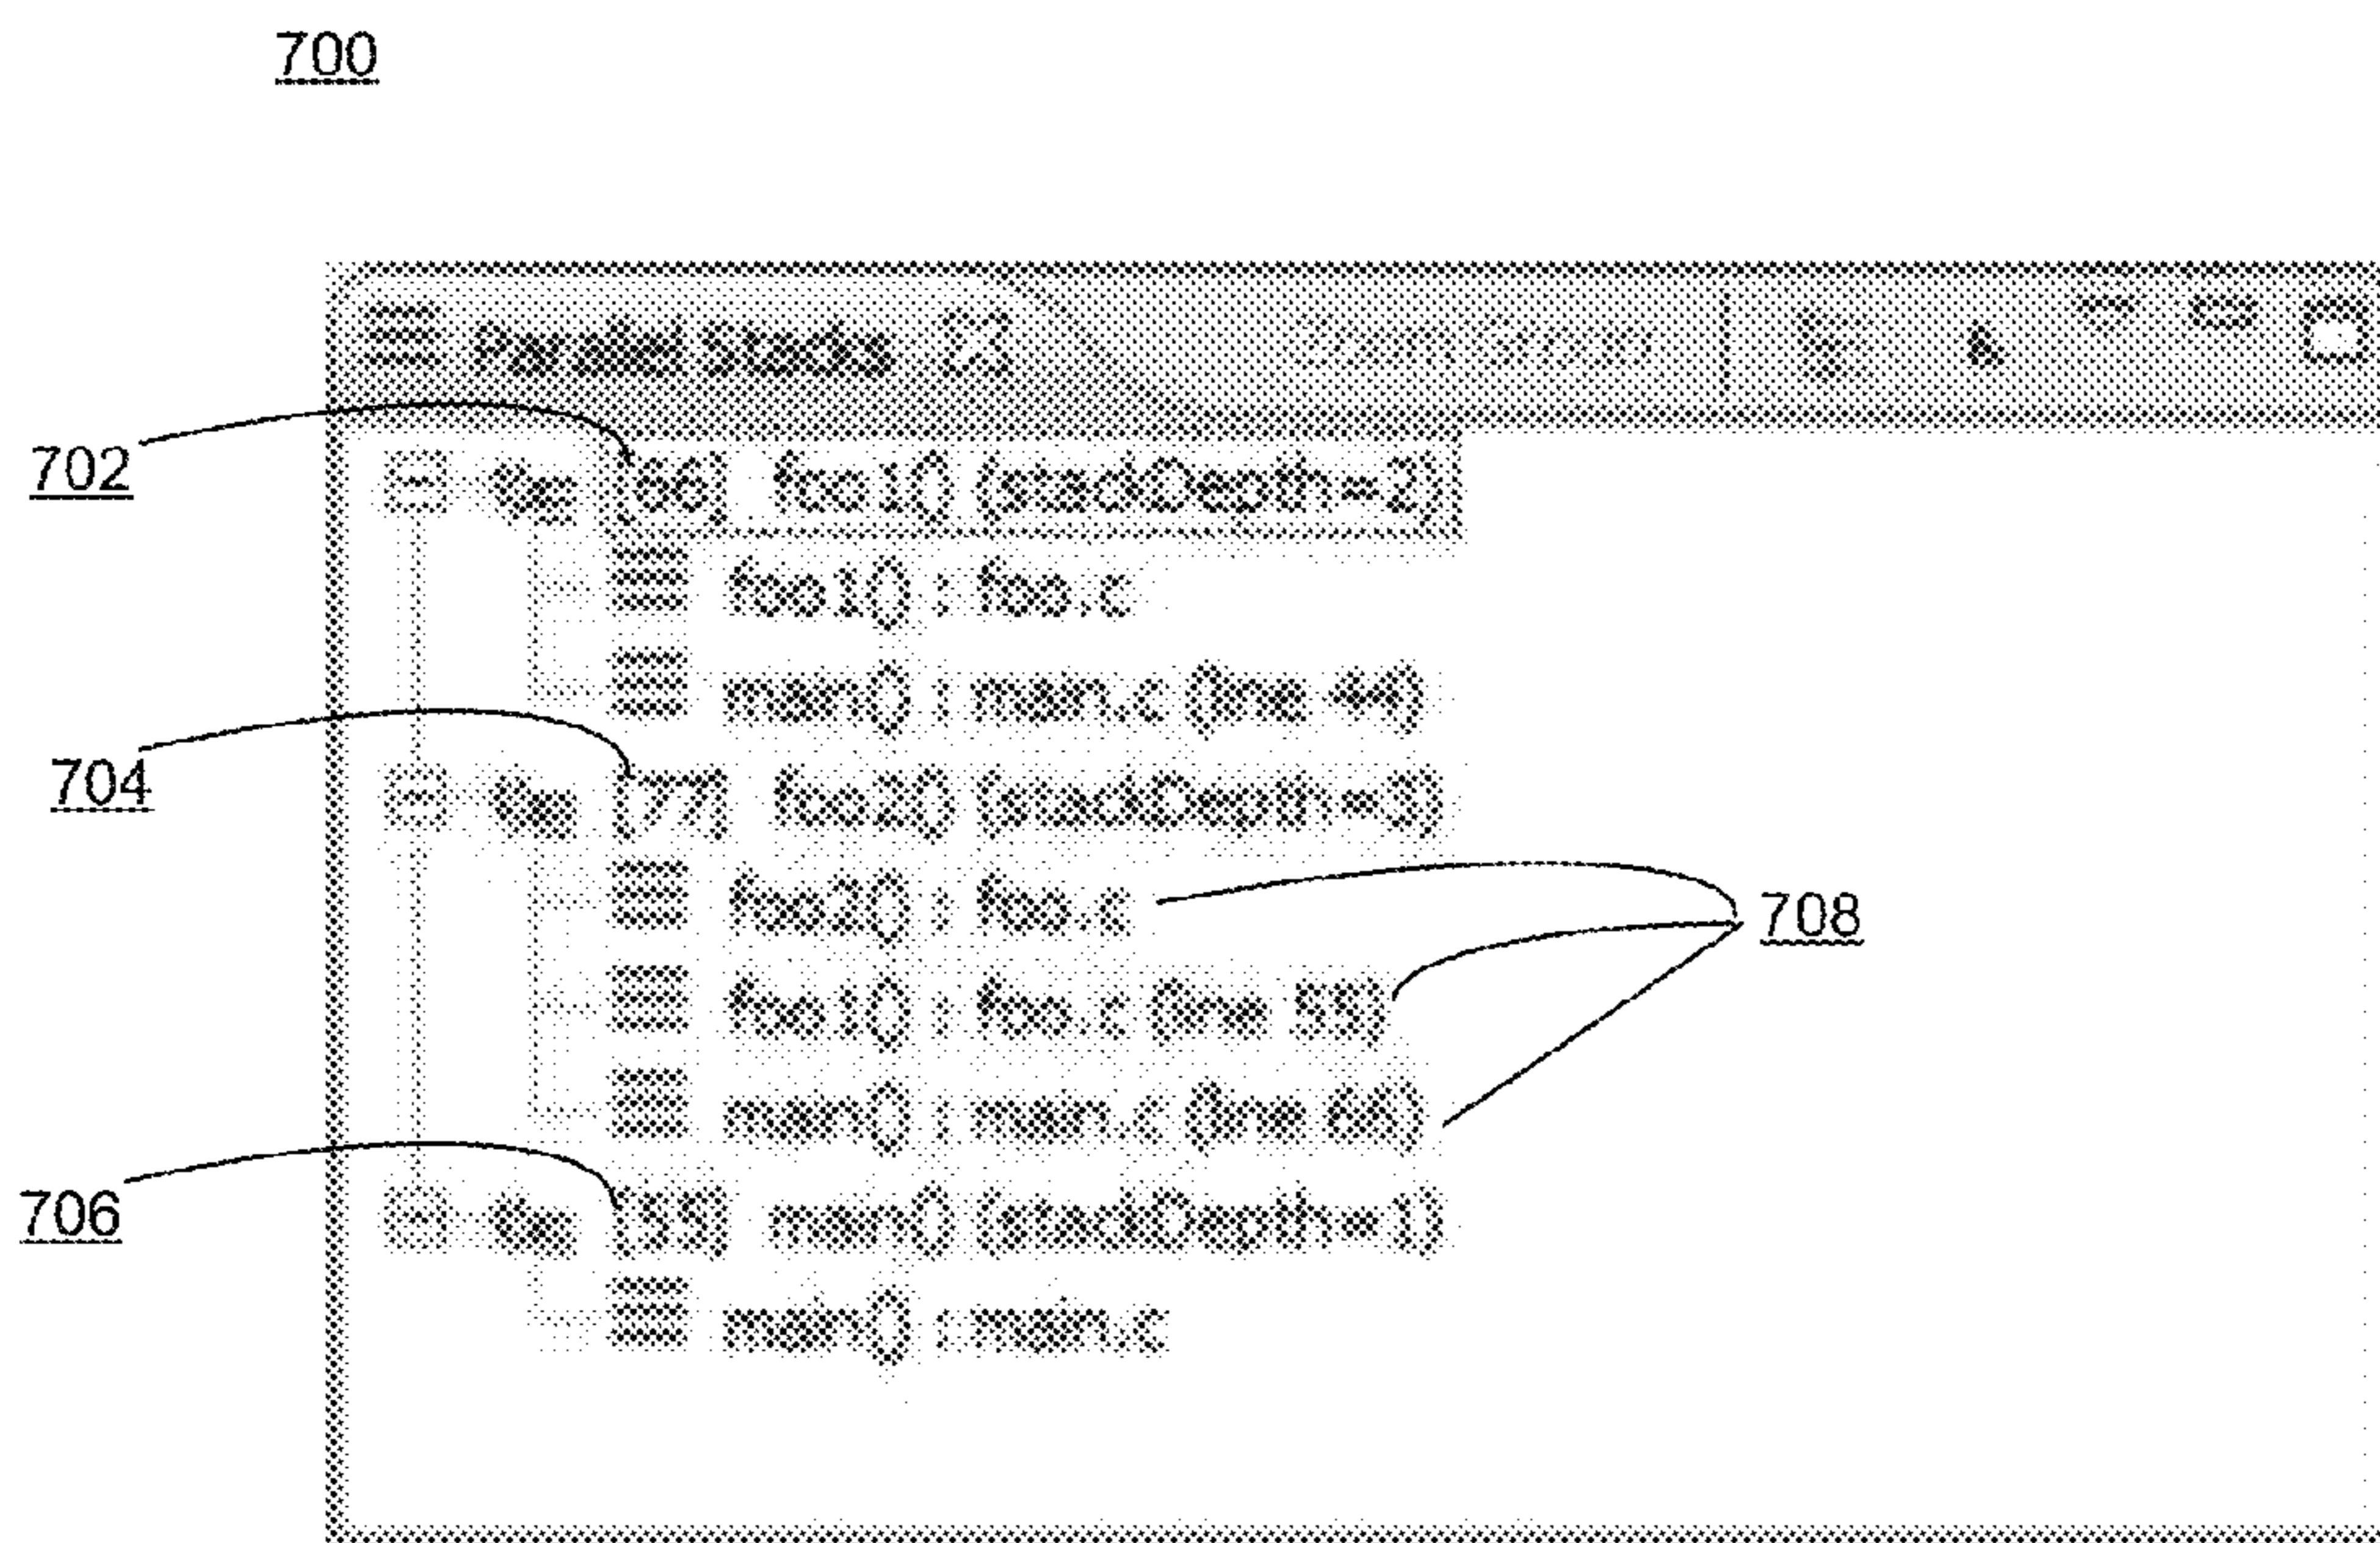 700
Parallel Stacks
702
[66] foo1() (stackDepth=2)
foo1() : foo.c
main() : main.c (line 44)
704
[77] foo2() (stackDepth=3)
foo2() : foo.c
708
foo1() : foo.c (line 55)
main() : main.c (line 66)
706
[55] main() (stackDepth=1)
main() : main.c